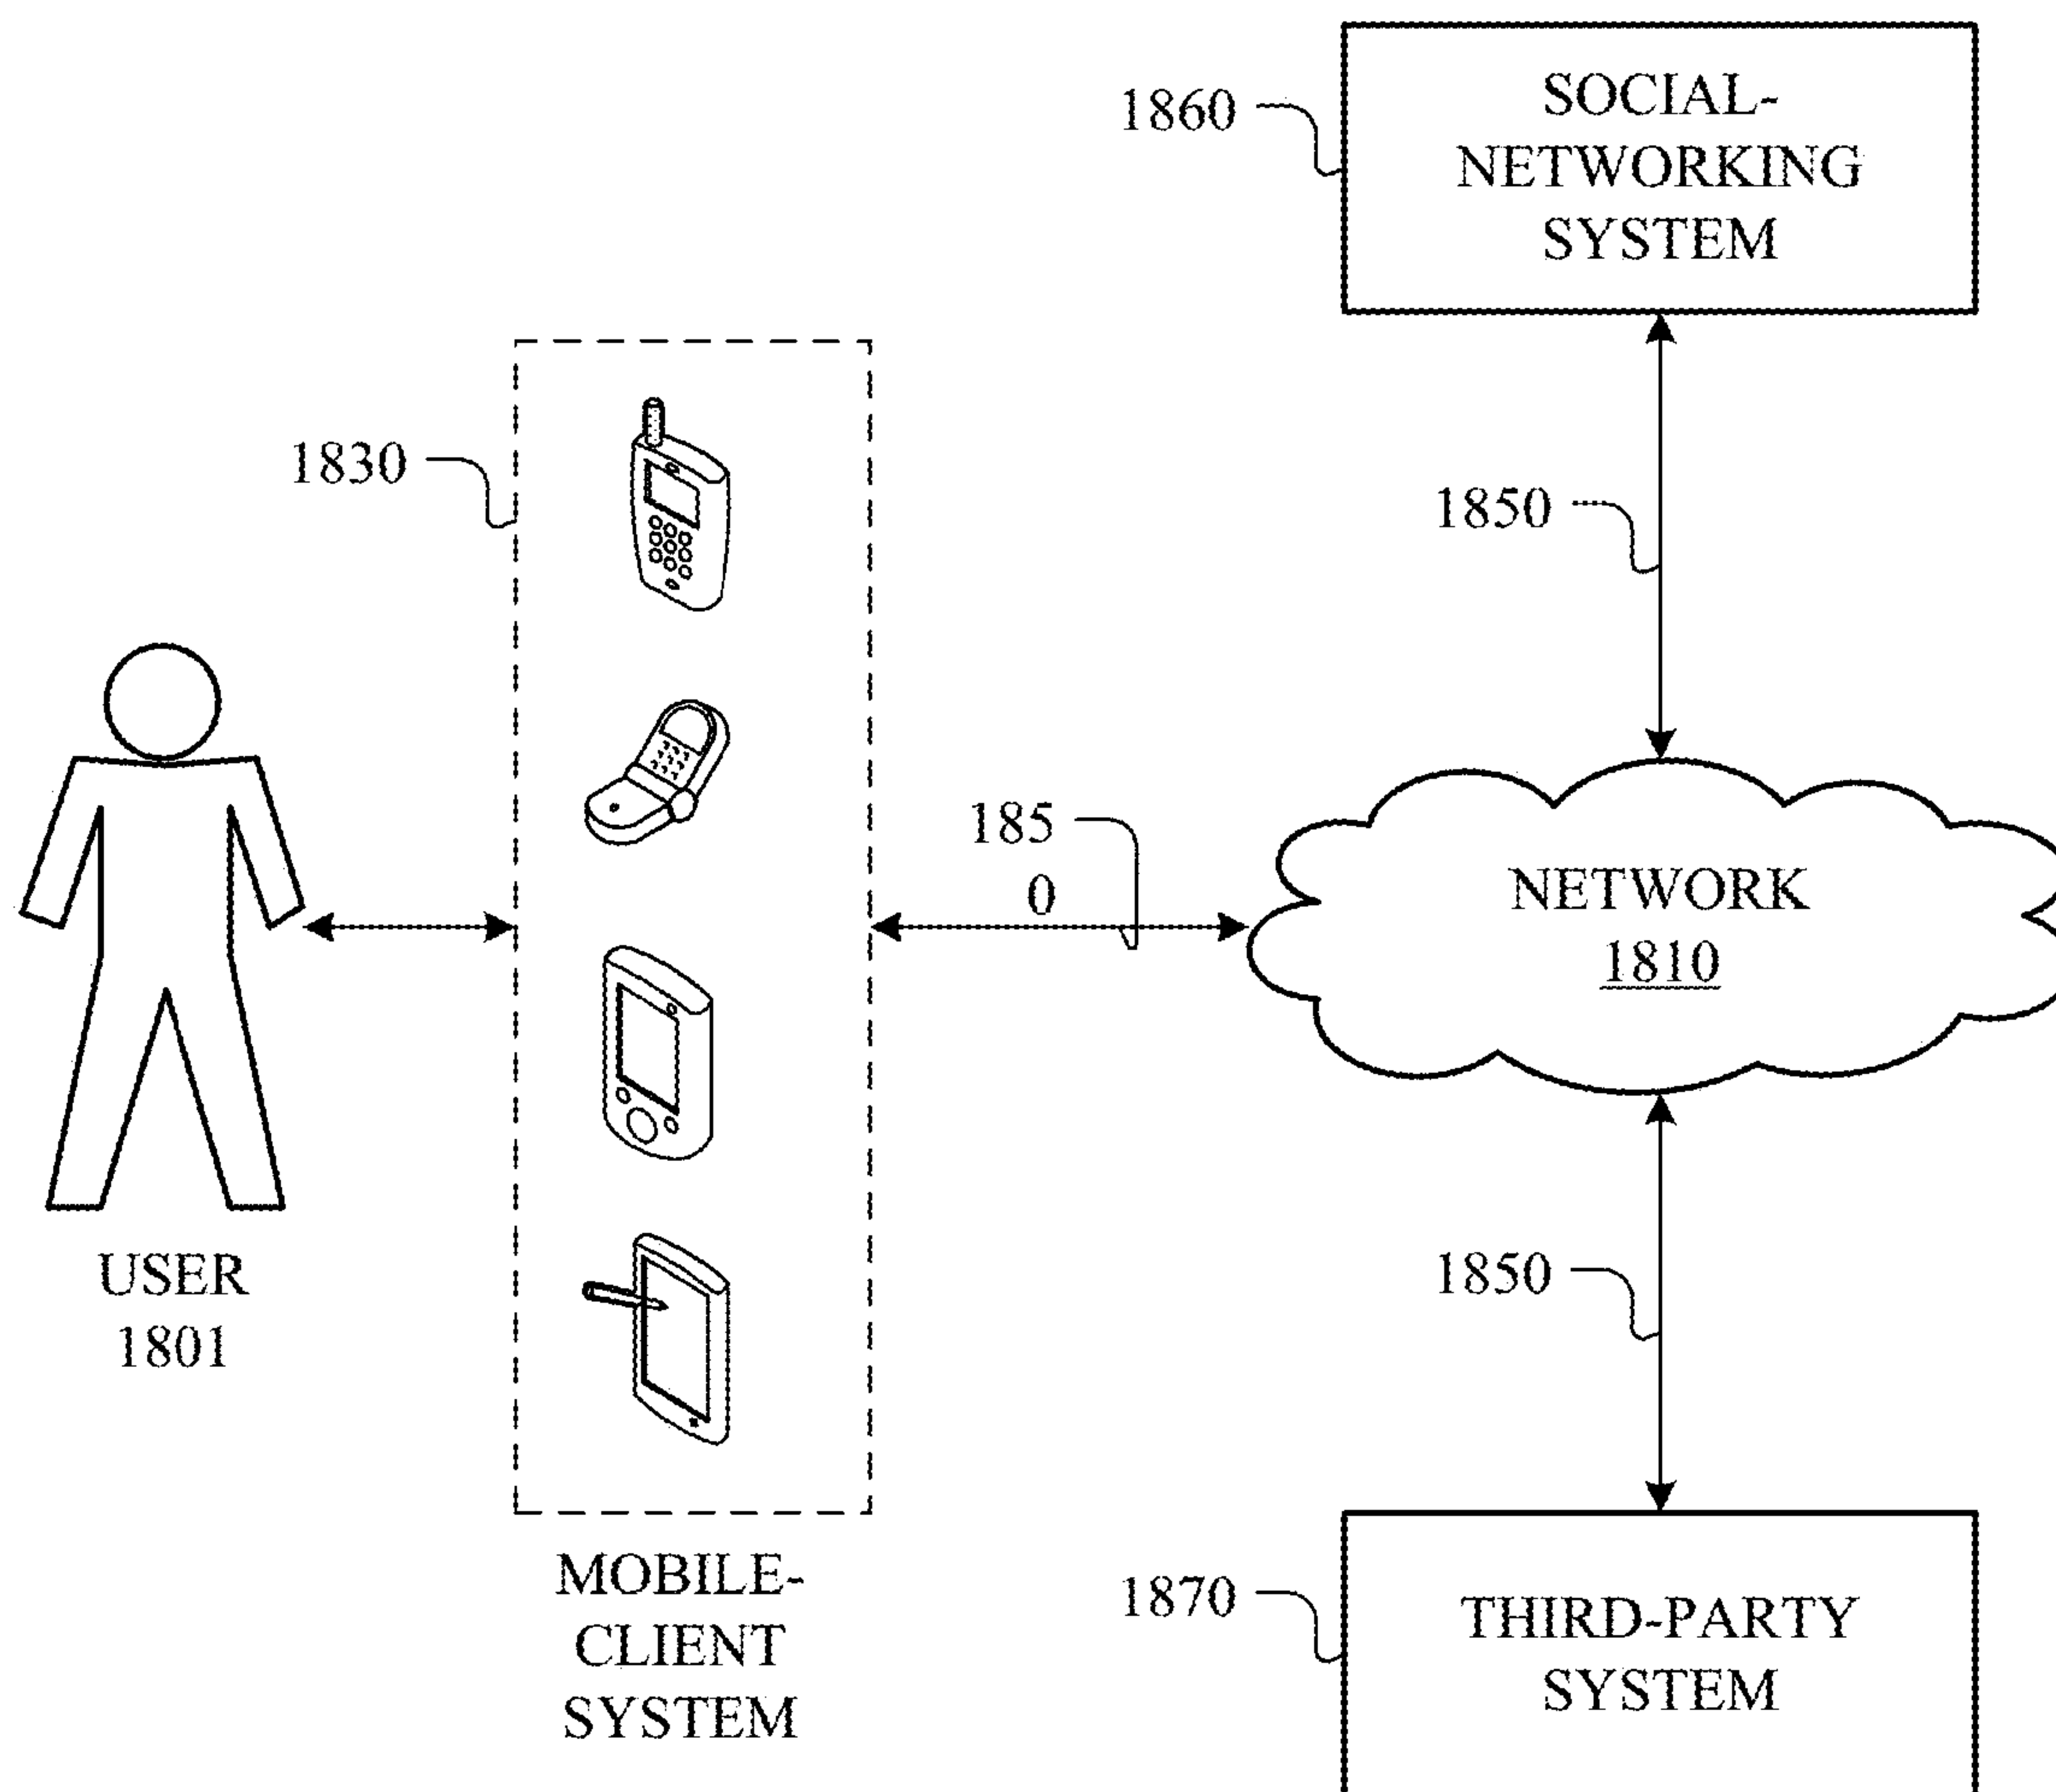 1860
SOCIAL-
NETWORKING
SYSTEM
1830
1850
185
0
NETWORK
1810
USER
1801
1850
MOBILE-
CLIENT
SYSTEM
1870
THIRD-PARTY
SYSTEM